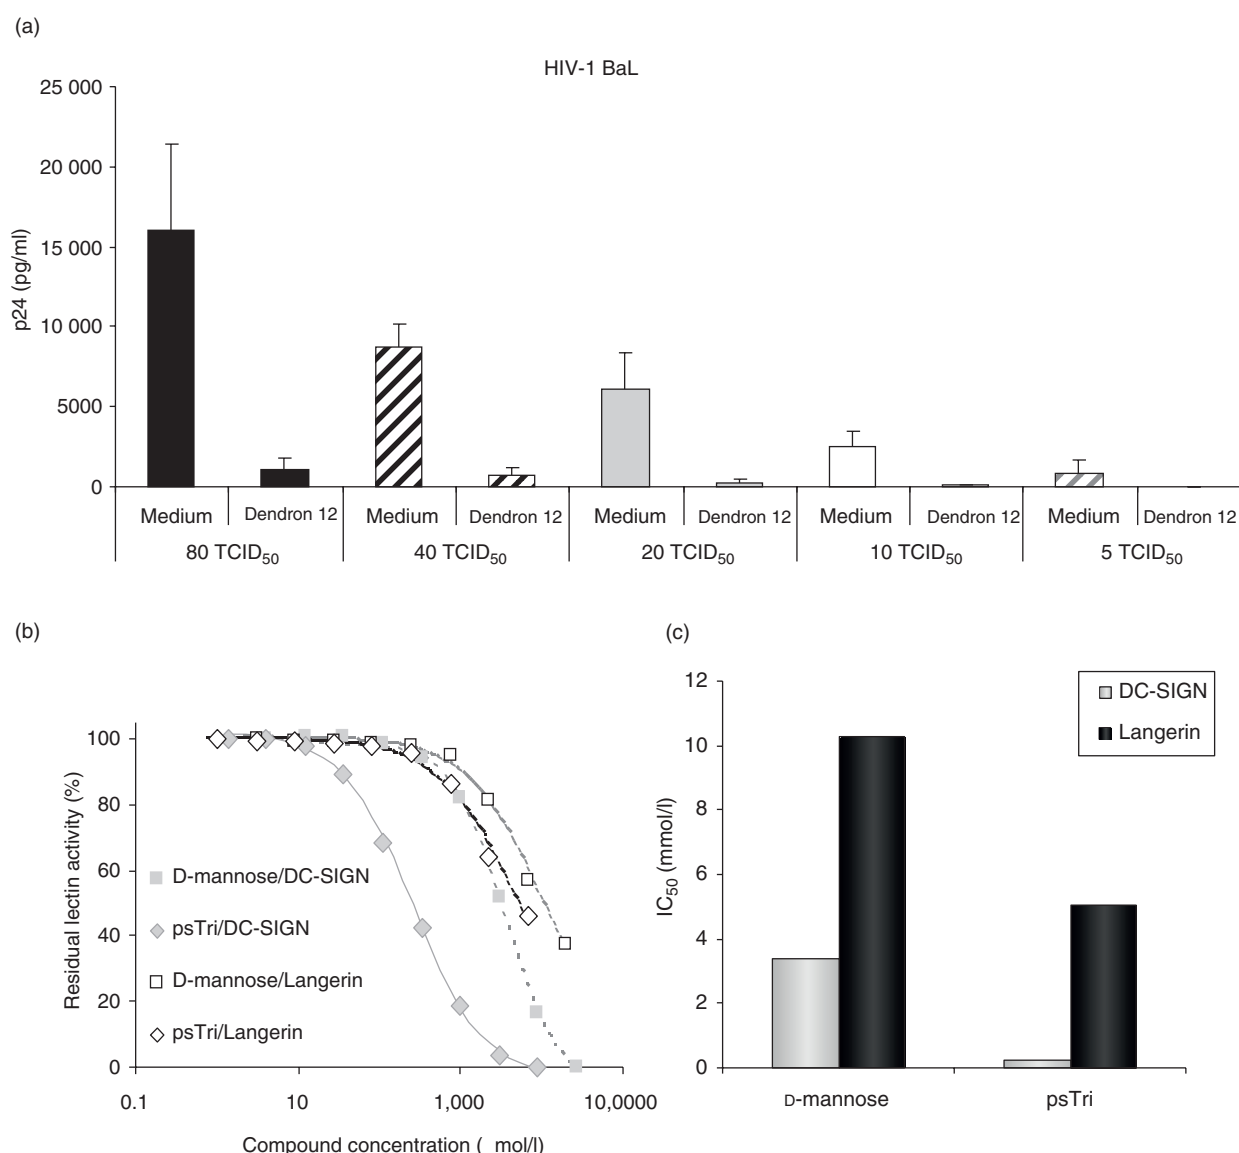 (a)
HIV-1 BaL
25 000
20 000
15 000
10 000
5000
0
p24 (pg/ml)
Medium Dendron 12 Medium Dendron 12 Medium Dendron 12 Medium Dendron 12 Medium Dendron 12
80 TCID50 40 TCID50 20 TCID50 10 TCID50 5 TCID50
(b)
100
80
60
40
20
0
Residual lectin activity (%)
D-mannose/DC-SIGN
psTri/DC-SIGN
D-mannose/Langerin
psTri/Langerin
0.1 10 1,000 10,0000
Compound concentration ( mol/l)
(c)
12
10
8
6
4
2
0
IC50 (mmol/l)
DC-SIGN
Langerin
D-mannose psTri